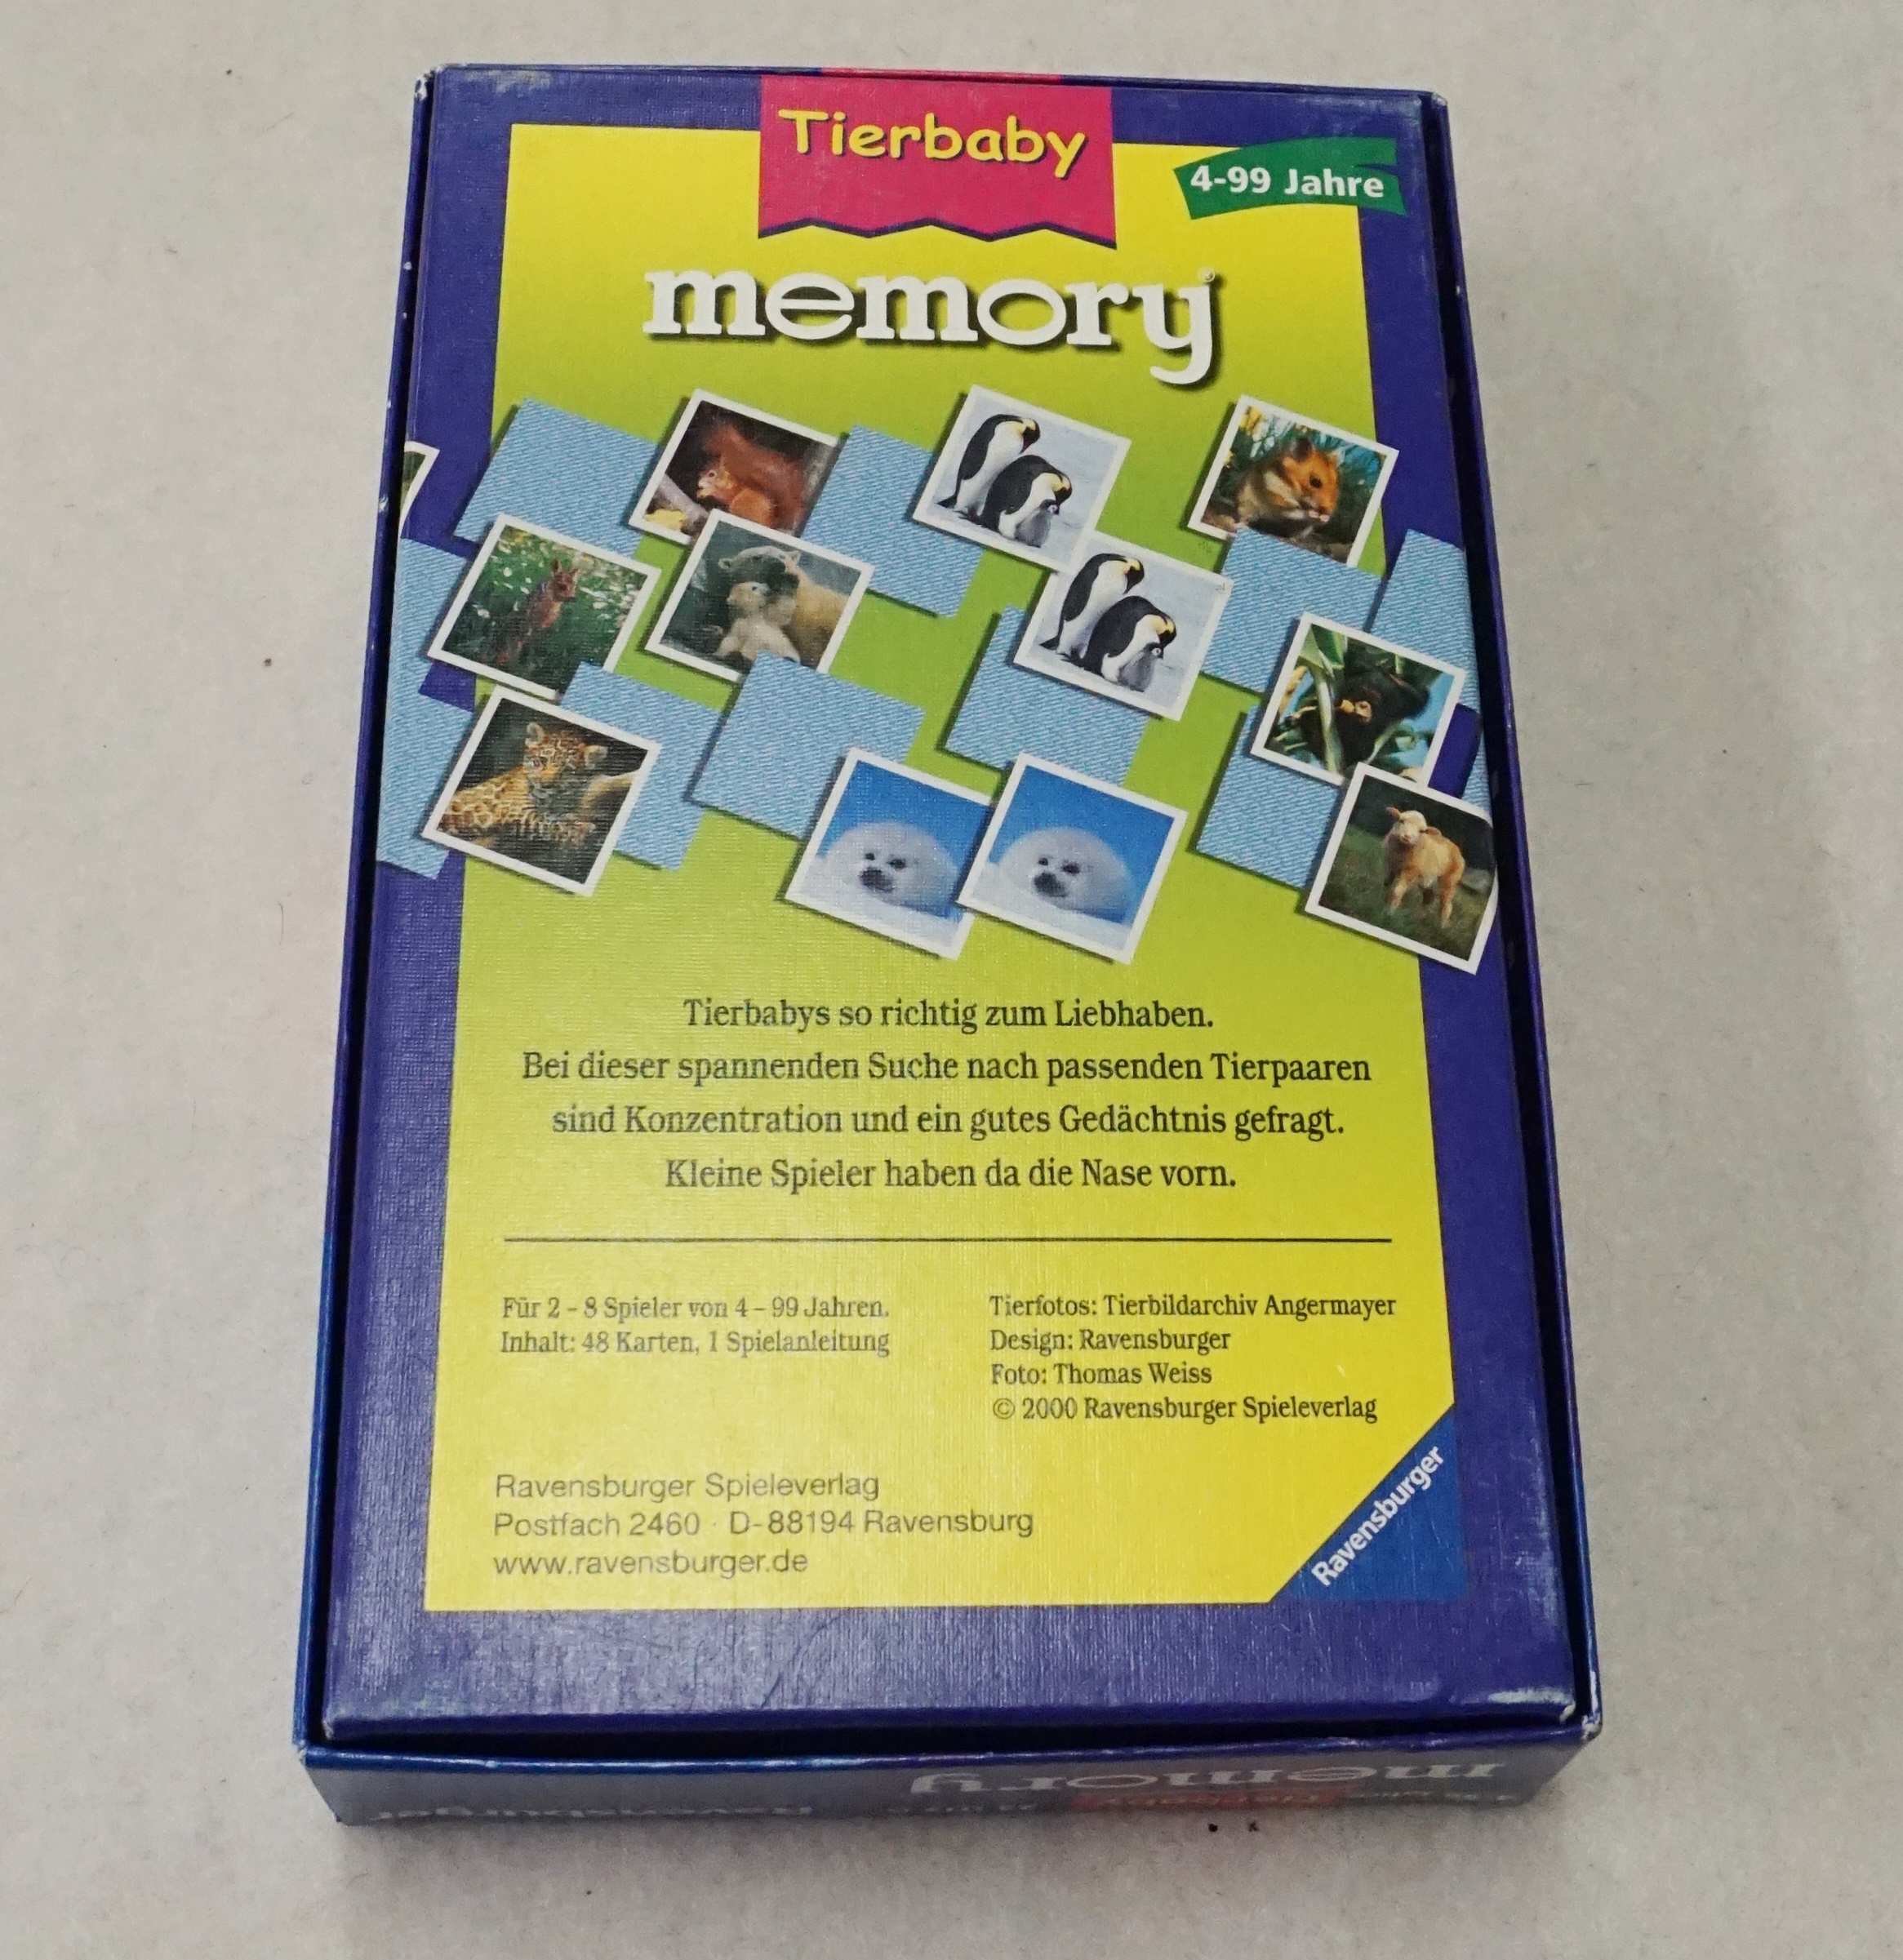 Tierbaby
4-99 Jahre
memory®
Tierbabys so richtig zum Liebhaben.
Bei dieser spannenden Suche nach passenden Tierpaaren
sind Konzentration und ein gutes Gedächtnis gefragt.
Kleine Spieler haben da die Nase vorn.
Für 2 – 8 Spieler von 4 – 99 Jahren.
Inhalt: 48 Karten, 1 Spielanleitung
Tierfotos: Tierbildarchiv Angermayer
Design: Ravensburger
Foto: Thomas Weiss
© 2000 Ravensburger Spieleverlag
Ravensburger Spieleverlag
Postfach 2460 · D-88194 Ravensburg
www.ravensburger.de
Ravensburger
memory
Tierbaby
Ravensburger